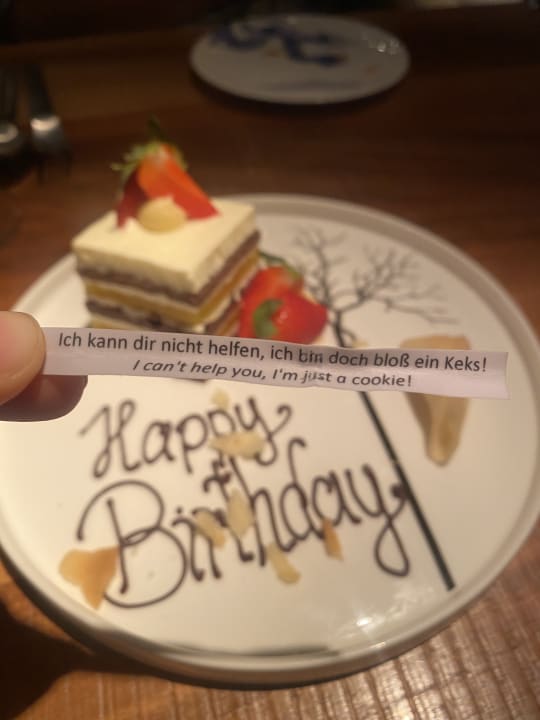 Ich kann dir nicht helfen, ich bin doch bloß ein Keks!
I can't help you, I'm just a cookie!
Happy
Birthday